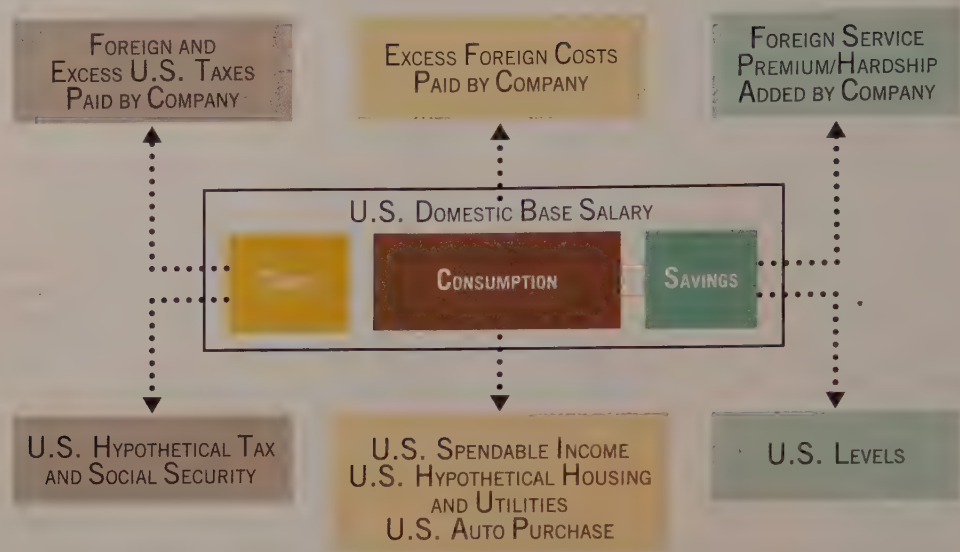 FOREIGN AND
EXCESS U.S. TAXES
PAID BY COMPANY
EXCESS FOREIGN COSTS
PAID BY COMPANY
FOREIGN SERVICE
PREMIUM/HARDSHIP
ADDED BY COMPANY
U.S. DOMESTIC BASE SALARY
CONSUMPTION
SAVINGS
U.S. HYPOTHETICAL TAX
AND SOCIAL SECURITY
U.S. SPENDABLE INCOME
U.S. HYPOTHETICAL HOUSING
AND UTILITIES
U.S. AUTO PURCHASE
U.S. LEVELS